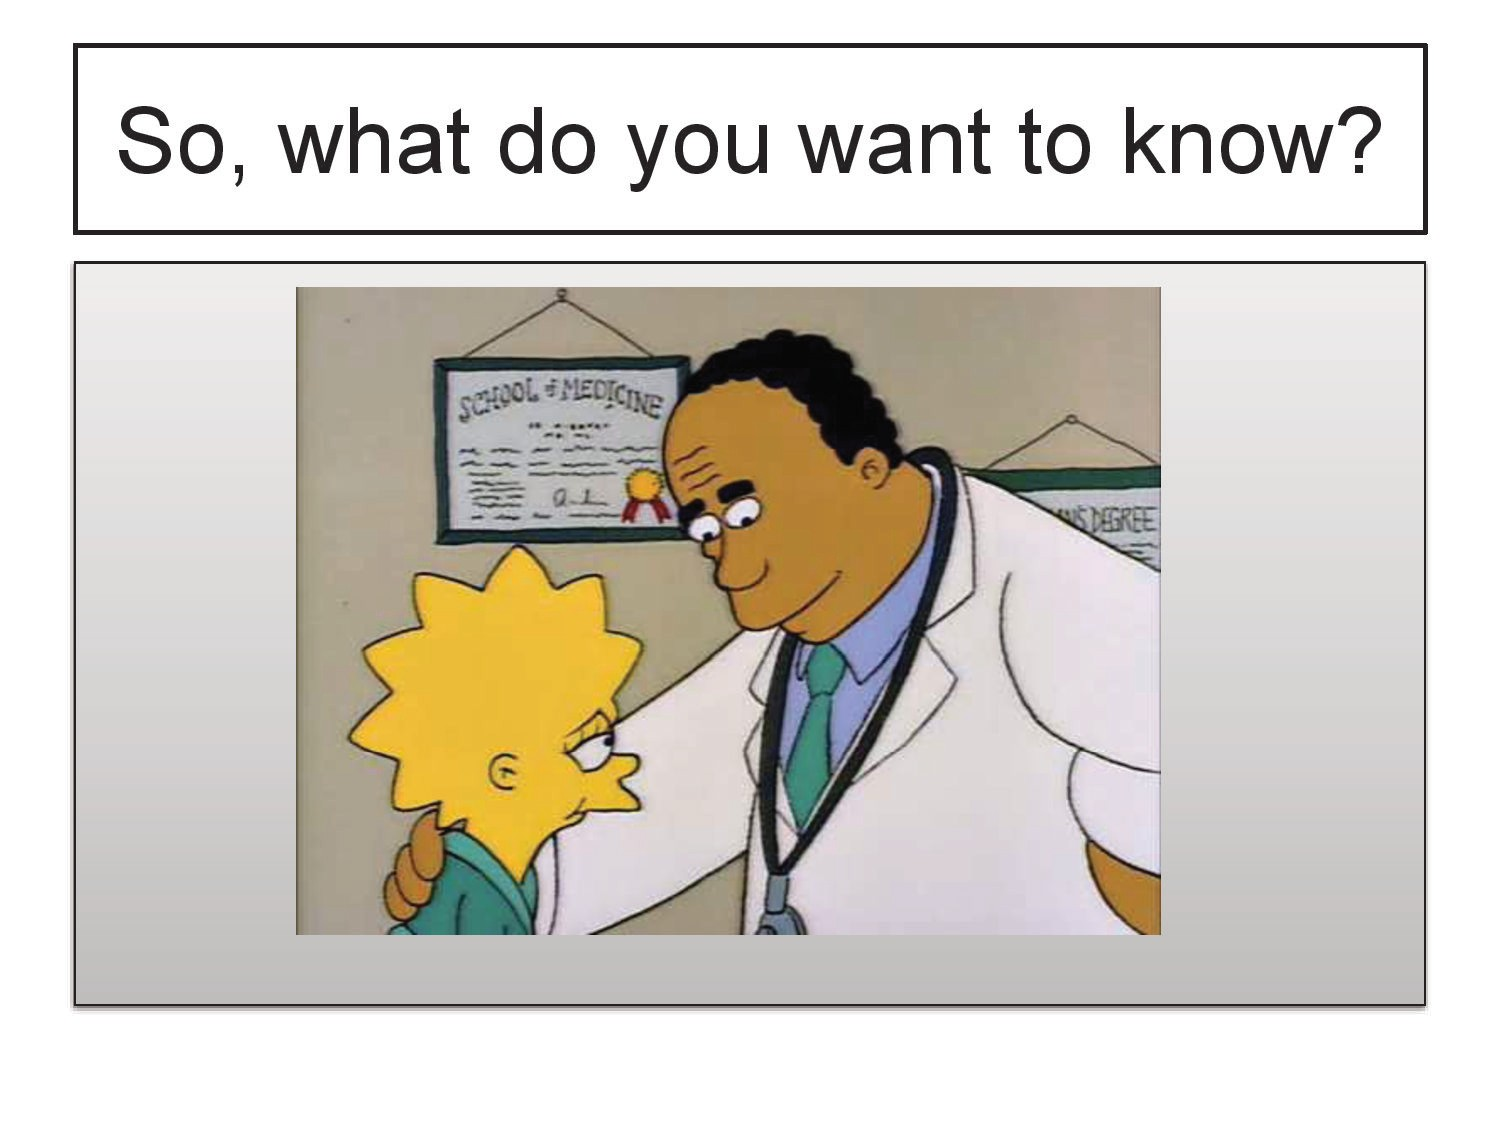 So, what do you want to know?
SCHOOL of MEDICINE
DEGREE